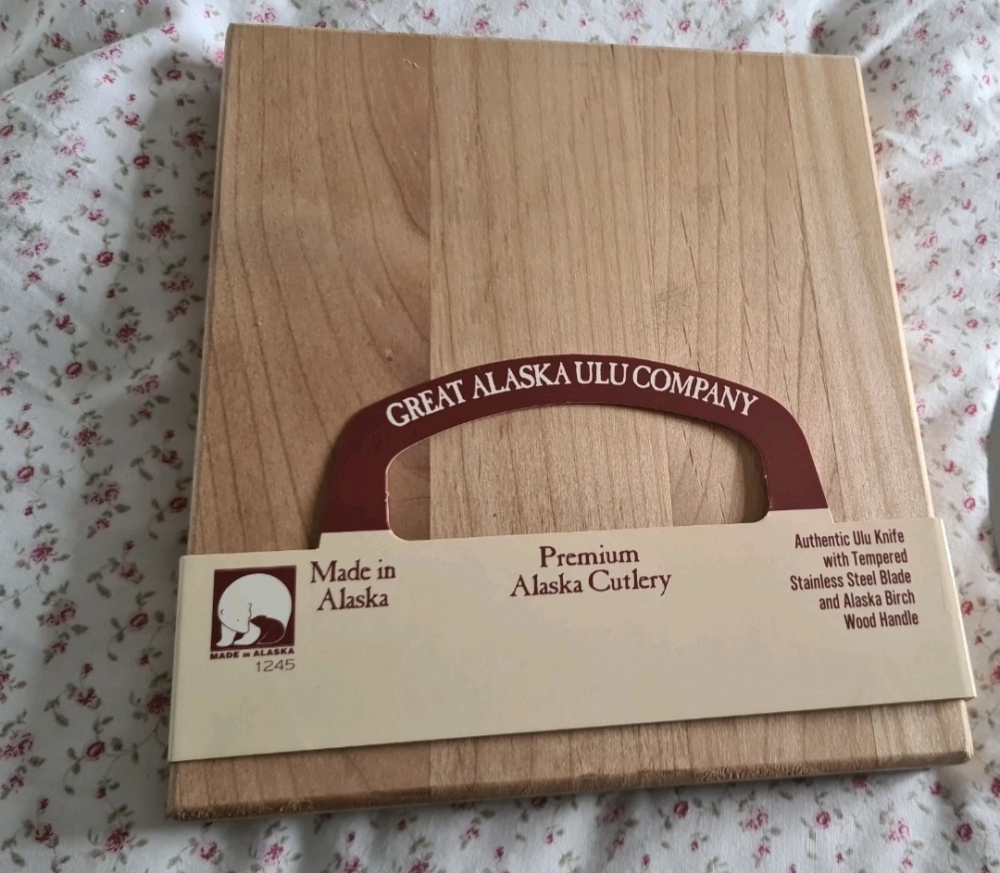 GREAT ALASKA ULU COMPANY
Made in
Alaska
MADE IN ALASKA
1245
Premium
Alaska Cutlery
Authentic Ulu Knife
with Tempered
Stainless Steel Blade
and Alaska Birch
Wood Handle